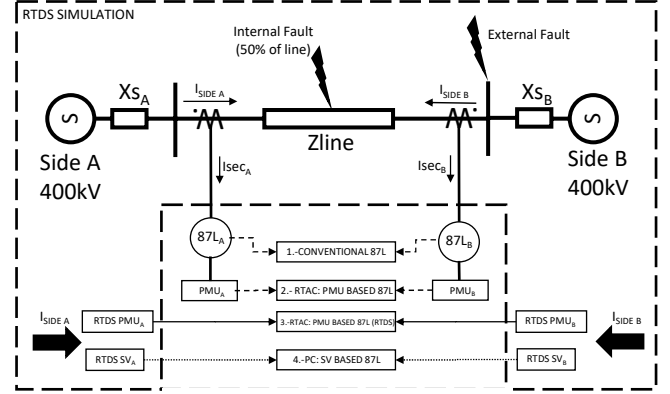 RTDS SIMULATION
Internal Fault
(50% of line)
External Fault
XsA
ISIDE A
ISIDE B
XsB
Zline
Side A
400kV
IsecA
IsecB
Side B
400kV
87LA
1.-CONVENTIONAL 87L
87LB
PMUA
2.- RTAC: PMU BASED 87L
PMUB
ISIDE A
RTDS PMUA
3.-RTAC: PMU BASED 87L (RTDS)
RTDS PMUB
ISIDE B
RTDS SVA
4.-PC: SV BASED 87L
RTDS SVB